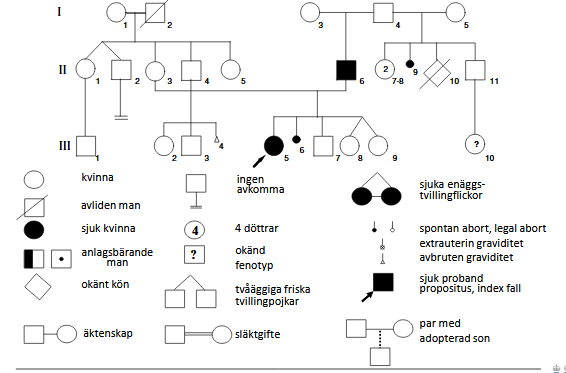 I
1
2
3
4
5
II
1
2
3
4
5
6
2
7-8
9
10
11
III
1
2
3
4
5
6
7
8
9
?
10
kvinna
ingen
avkomma
sjuka enäggs-
tvillingflickor
avliden man
sjuk kvinna
4
4 döttrar
spontan abort, legal abort
extrauterin graviditet
avbruten graviditet
anlagsbärande
man
?
okänd
fenotyp
sjuk proband
propositus, index fall
okänt kön
tvåäggiga friska
tvillingpojkar
äktenskap
släktgifte
par med
adopterad son